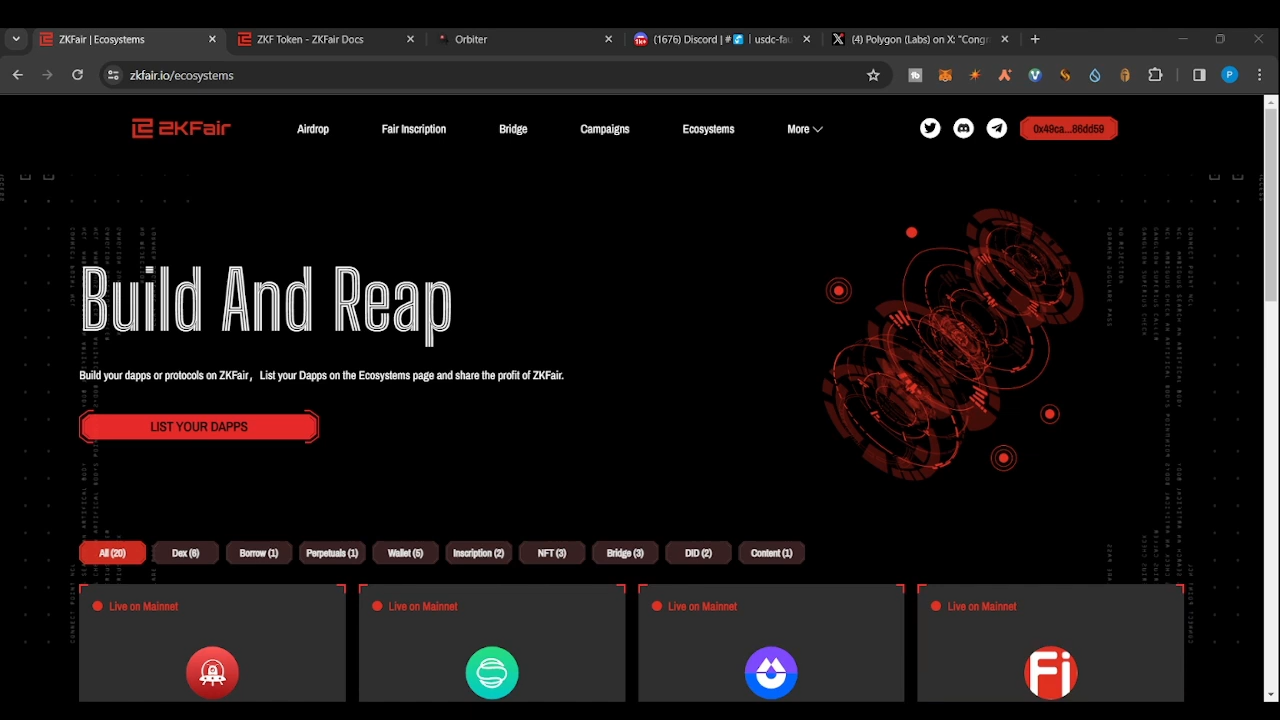 ZKFair | Ecosystems
ZKF Token - ZKFair Docs
Orbiter
(1676) Discord | #
| usdc-fau
(4) Polygon (Labs) on X: "Congr
zkfair.io/ecosystems
P
ZKFair
Airdrop
Fair Inscription
Bridge
Campaigns
Ecosystems
More
0x49ca...86dd59
Build And Reap
Build your dapps or protocols on ZKFair，List your Dapps on the Ecosystems page and share the profit of ZKFair.
LIST YOUR DAPPS
All (20)
Dex (6)
Borrow (1)
Perpetuals (1)
Wallet (5)
Inscription (2)
NFT (3)
Bridge (3)
DID (2)
Content (1)
Live on Mainnet
Live on Mainnet
Live on Mainnet
Live on Mainnet
Fi